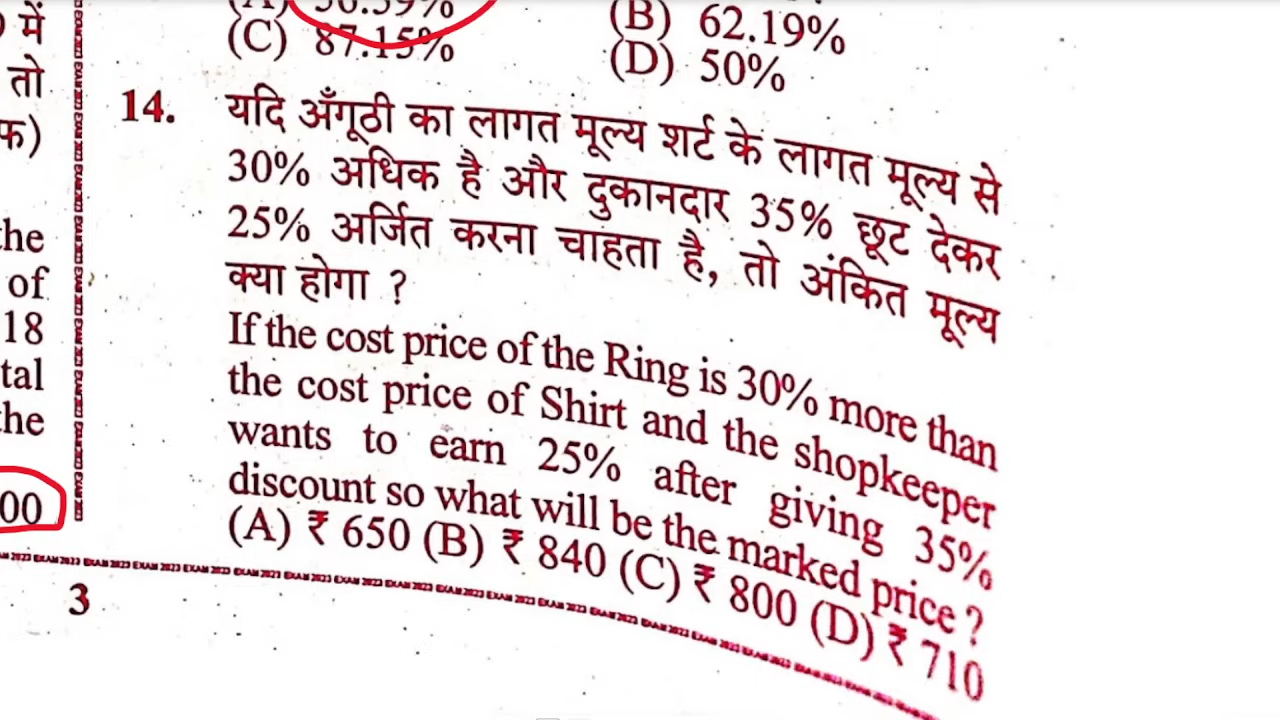 में
तो
फ)
the
of
18
tal
the
00
(B) 62.19%
(C) 87.15%
(D) 50%
14. यदि अँगूठी का लागत मूल्य शर्ट के लागत मूल्य से
30% अधिक है और दुकानदार 35% छूट देकर
25% अर्जित करना चाहता है, तो अंकित मूल्य
क्या होगा ?
If the cost price of the Ring is 30% more than
the cost price of Shirt and the shopkeeper
wants to earn 25% after giving 35%
discount so what will be the marked price ?
(A) ₹ 650 (B) ₹ 840 (C) ₹ 800 (D) ₹ 710
3